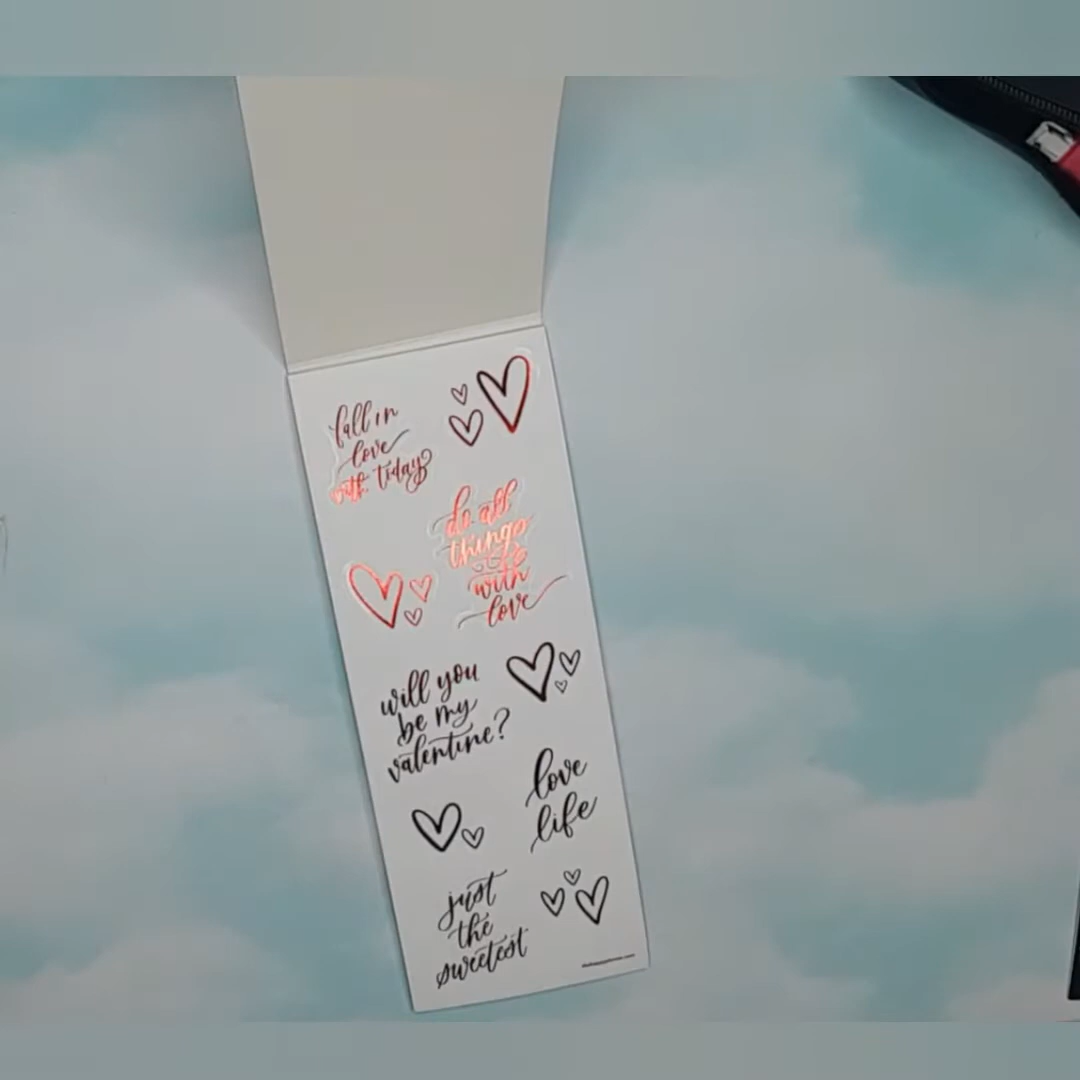 fall in
love
with today
do all
things
with
love
will you
be my
valentine?
love
life
just
the
sweetest